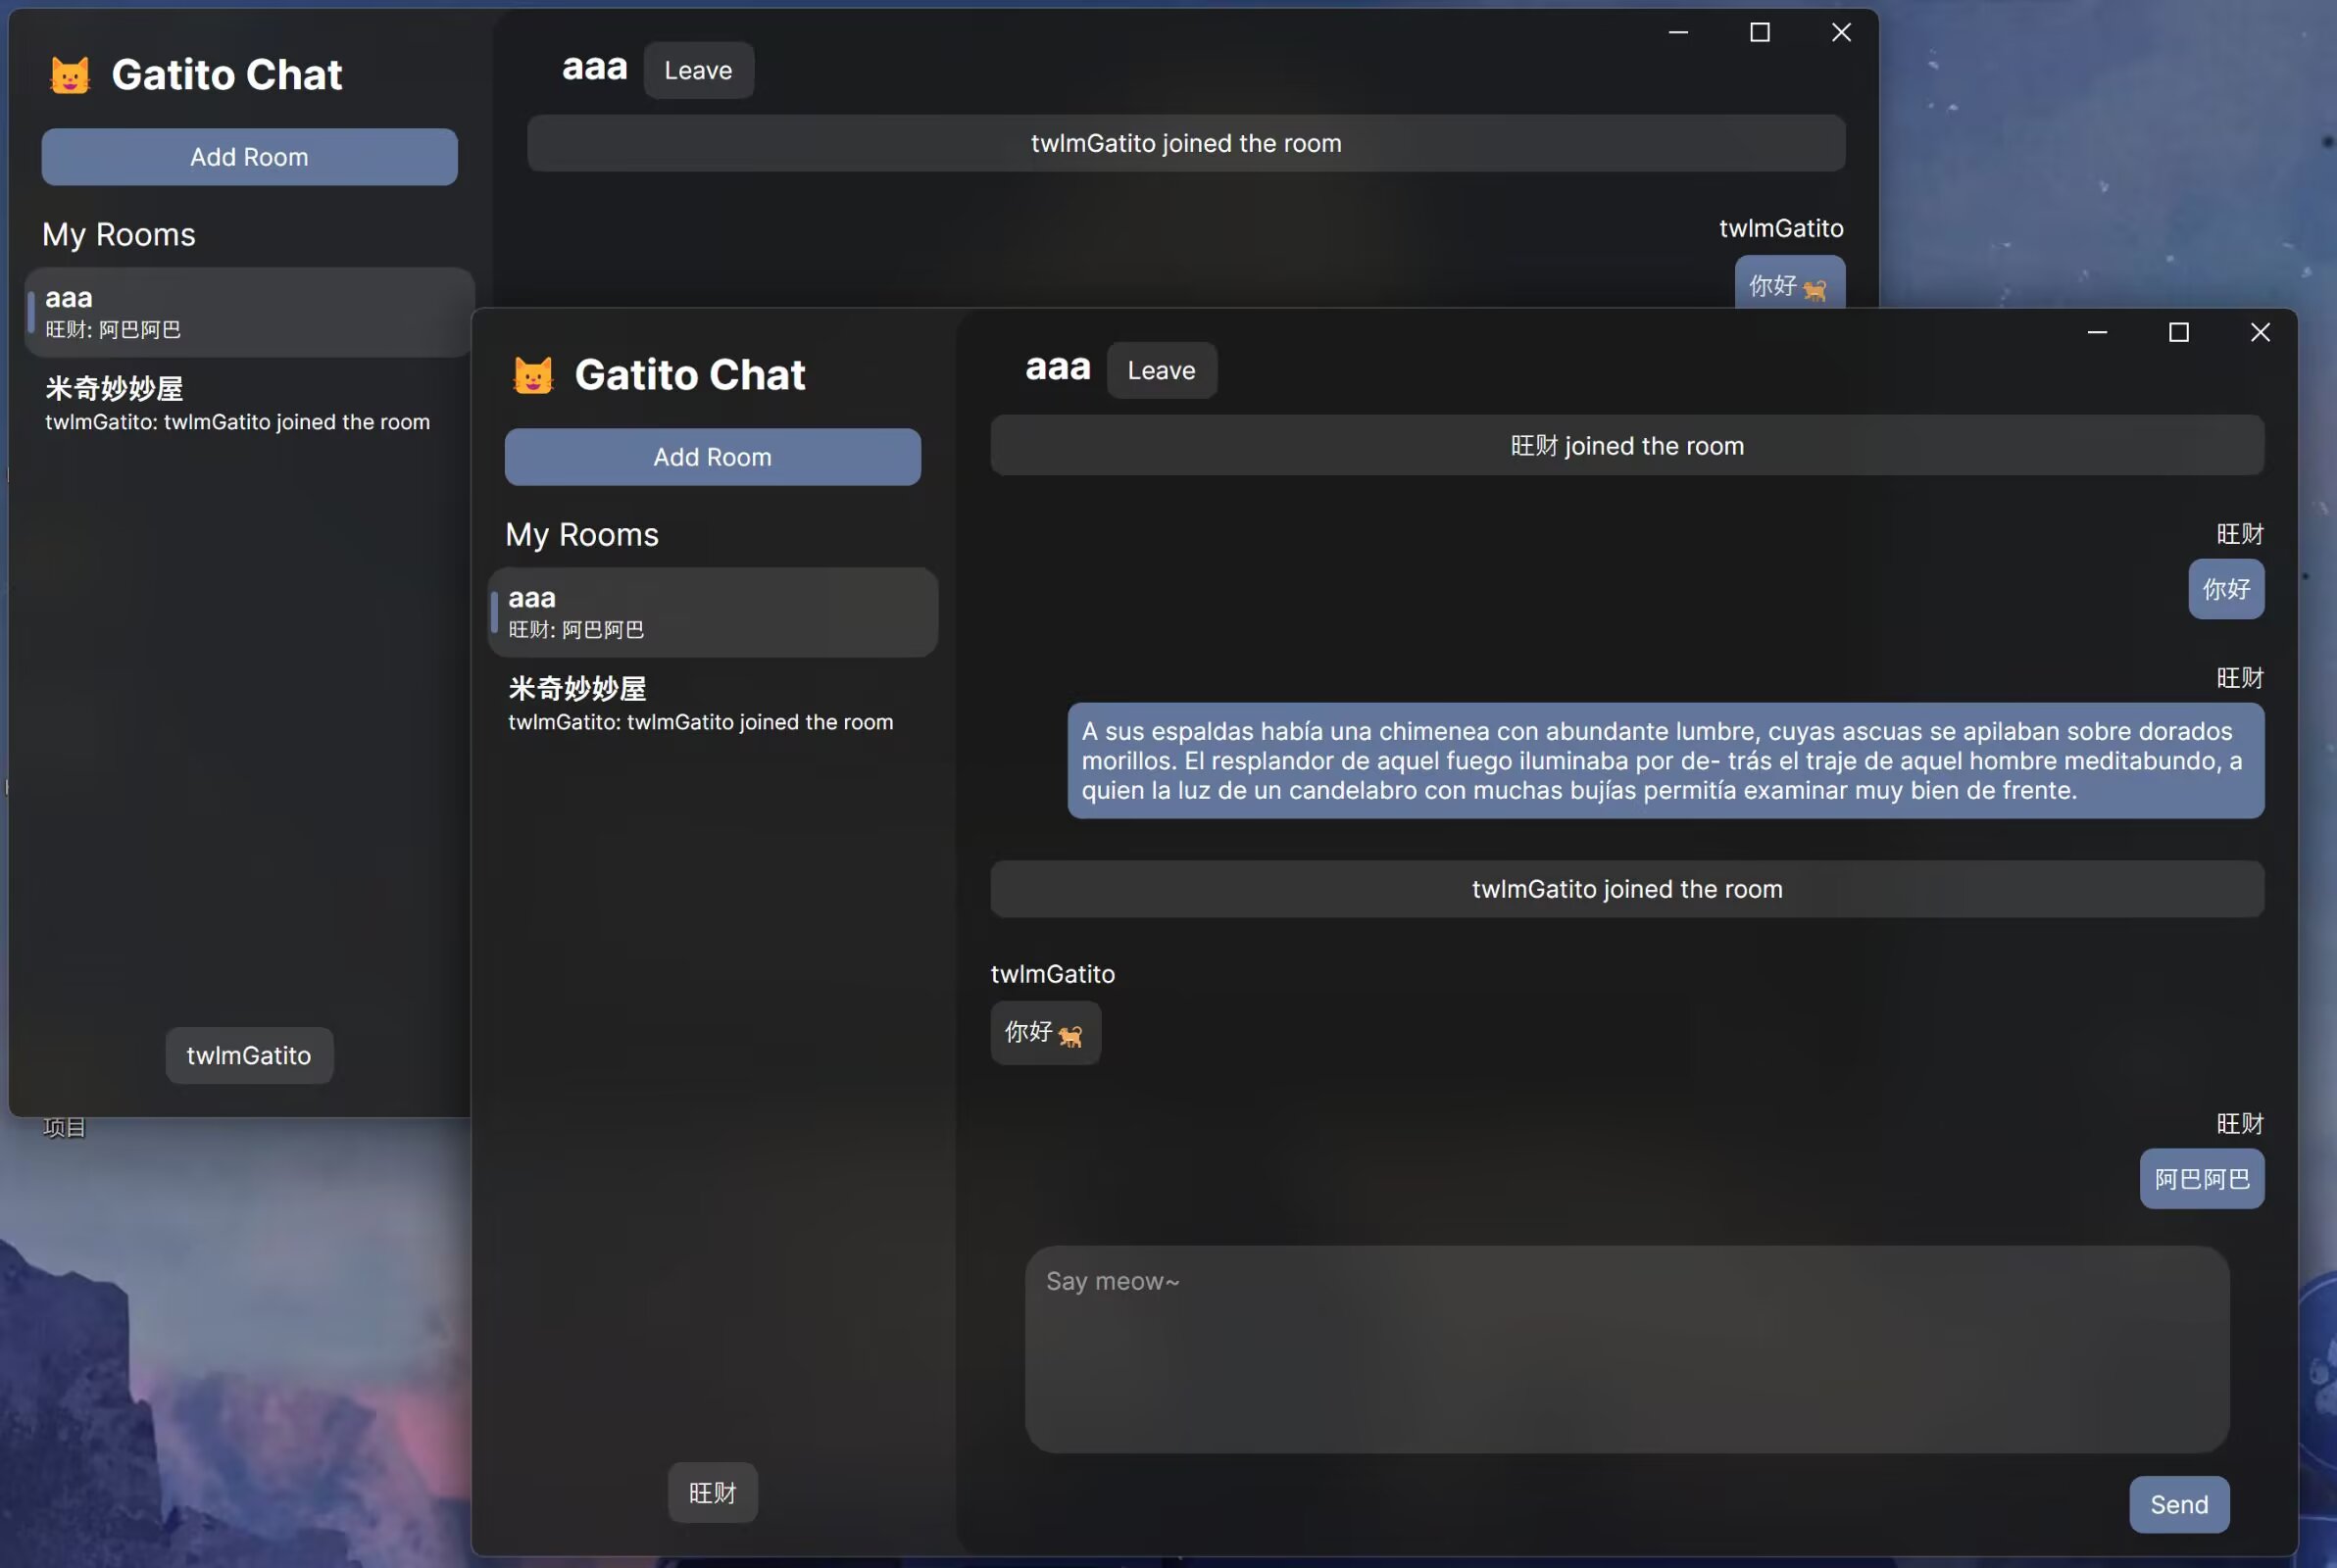 Gatito Chat
Add Room
My Rooms
aaa
旺财: 阿巴阿巴
米奇妙妙屋
twlmGatito: twlmGatito joined the room
twlmGatito
aaa
Leave
twlmGatito joined the room
twlmGatito
你好🐈
项目
Gatito Chat
Add Room
My Rooms
aaa
旺财: 阿巴阿巴
米奇妙妙屋
twlmGatito: twlmGatito joined the room
旺财
aaa
Leave
旺财 joined the room
旺财
你好
旺财
A sus espaldas había una chimenea con abundante lumbre, cuyas ascuas se apilaban sobre dorados
morillos. El resplandor de aquel fuego iluminaba por de- trás el traje de aquel hombre meditabundo, a
quien la luz de un candelabro con muchas bujías permitía examinar muy bien de frente.
twlmGatito joined the room
twlmGatito
你好🐈
旺财
阿巴阿巴
Say meow~
Send